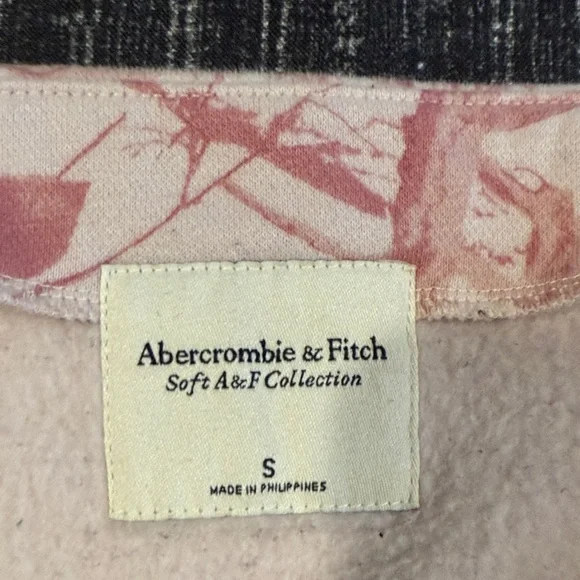 Abercrombie & Fitch
Soft A&F Collection
S
MADE IN PHILIPPINES